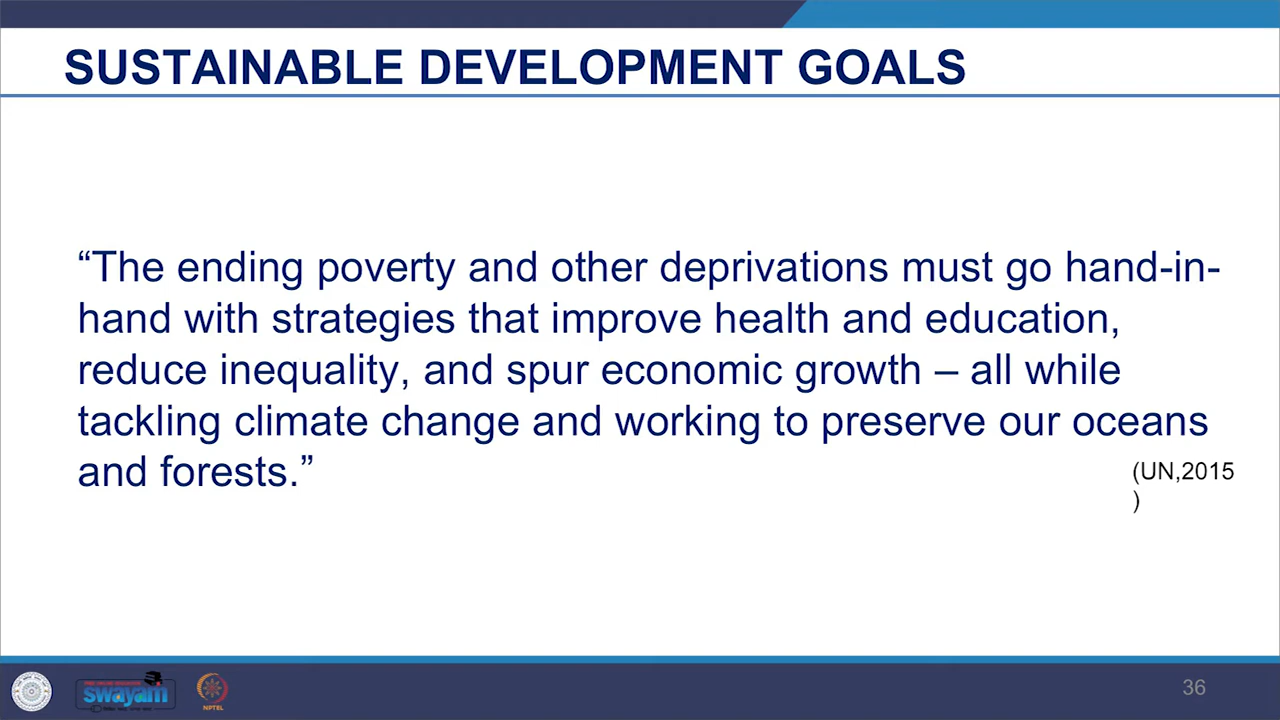 SUSTAINABLE DEVELOPMENT GOALS
“The ending poverty and other deprivations must go hand-in-
hand with strategies that improve health and education,
reduce inequality, and spur economic growth – all while
tackling climate change and working to preserve our oceans
and forests.”
(UN,2015
)
swayam
NPTEL
36